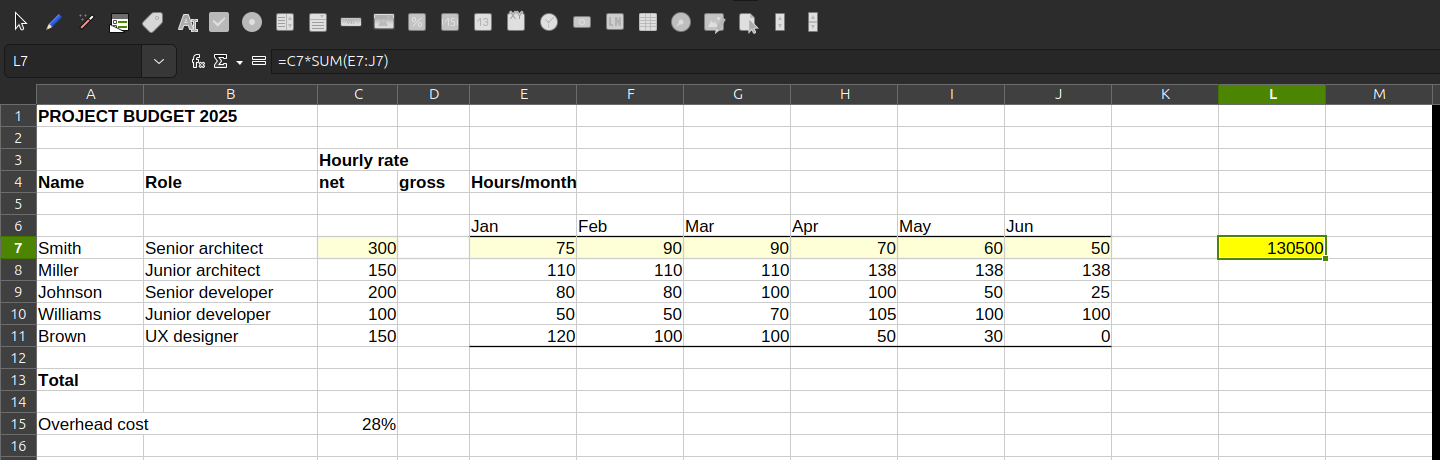 L7 =C7*SUM(E7:J7)
A B C D E F G H I J K L M
1 PROJECT BUDGET 2025
2
3 Hourly rate
4 Name Role net gross Hours/month
5
6 Jan Feb Mar Apr May Jun
7 Smith Senior architect 300 75 90 90 70 60 50 130500
8 Miller Junior architect 150 110 110 110 138 138 138
9 Johnson Senior developer 200 80 80 100 100 50 25
10 Williams Junior developer 100 50 50 70 105 100 100
11 Brown UX designer 150 120 100 100 50 30 0
12
13 Total
14
15 Overhead cost 28%
16